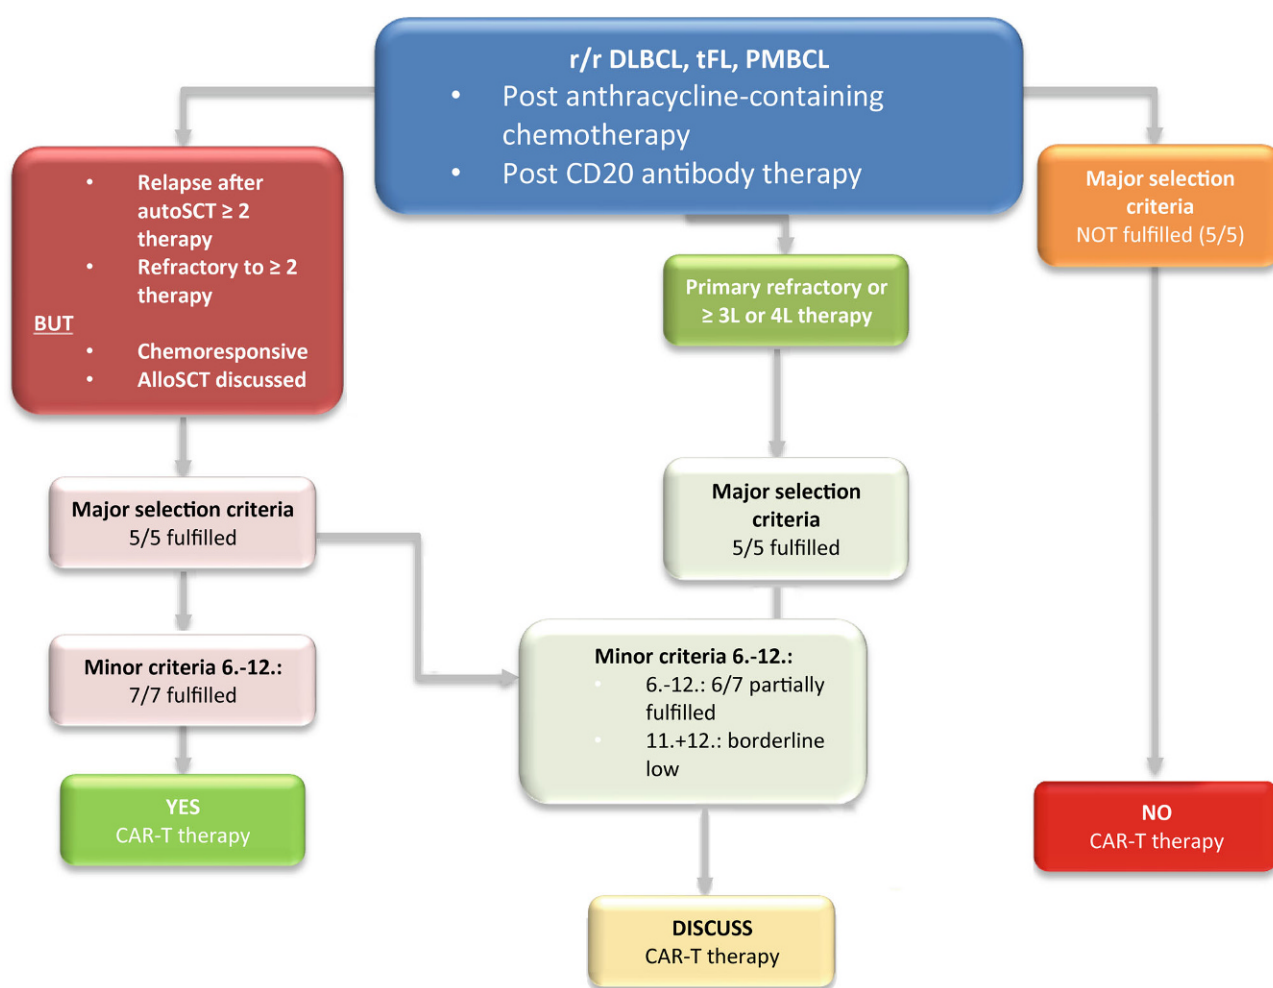 r/r DLBCL, tFL, PMBCL
• Post anthracycline-containing
chemotherapy
• Post CD20 antibody therapy
• Relapse after
autoSCT ≥ 2
therapy
• Refractory to ≥ 2
therapy
BUT
• Chemoresponsive
• AlloSCT discussed
Major selection
criteria
NOT fulfilled (5/5)
Primary refractory or
≥ 3L or 4L therapy
Major selection criteria
5/5 fulfilled
Major selection
criteria
5/5 fulfilled
Minor criteria 6.-12.:
7/7 fulfilled
Minor criteria 6.-12.:
• 6.-12.: 6/7 partially
fulfilled
• 11.+12.: borderline
low
YES
CAR-T therapy
NO
CAR-T therapy
DISCUSS
CAR-T therapy